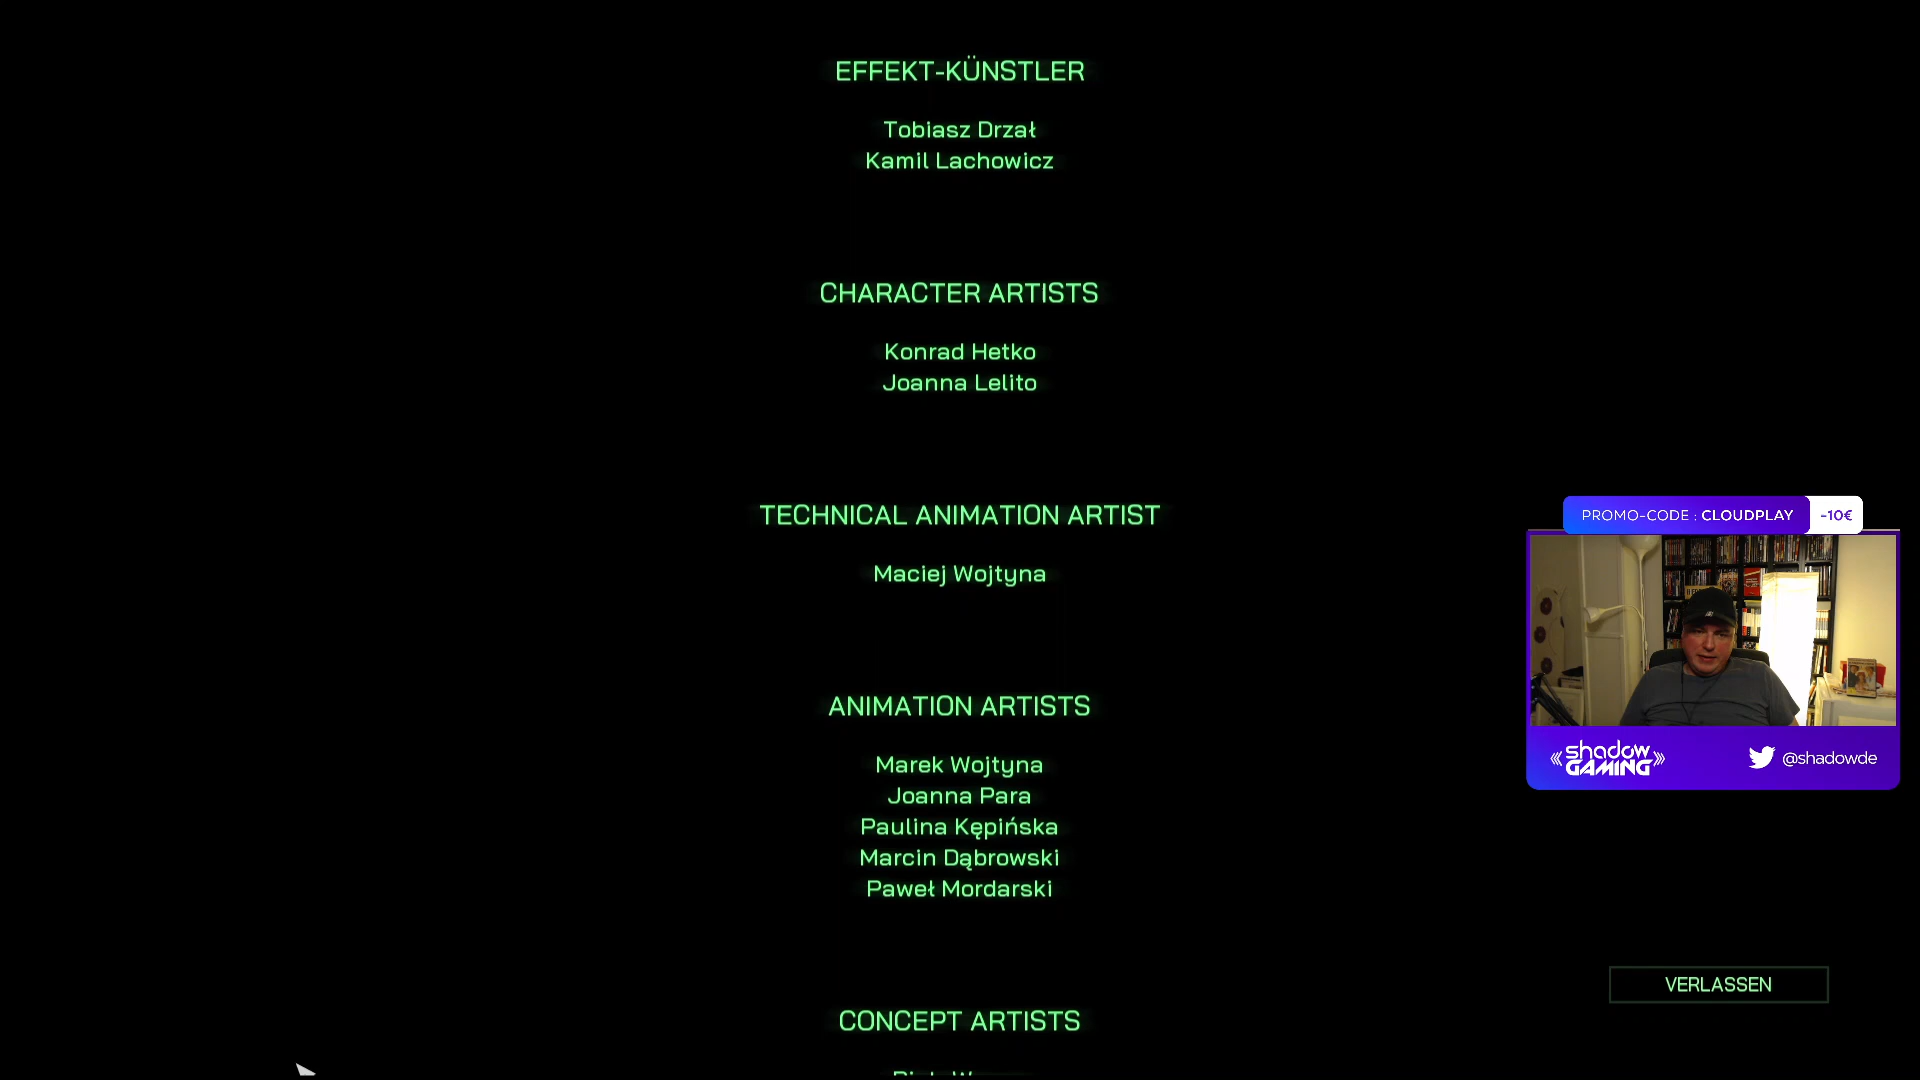 EFFEKT-KÜNSTLER
Tobiasz Drzał
Kamil Lachowicz
CHARACTER ARTISTS
Konrad Hetko
Joanna Lelito
TECHNICAL ANIMATION ARTIST
Maciej Wojtyna
ANIMATION ARTISTS
Marek Wojtyna
Joanna Para
Paulina Kępińska
Marcin Dąbrowski
Paweł Mordarski
CONCEPT ARTISTS
PROMO-CODE : CLOUDPLAY -10€
shadow GAMING @shadowde
VERLASSEN